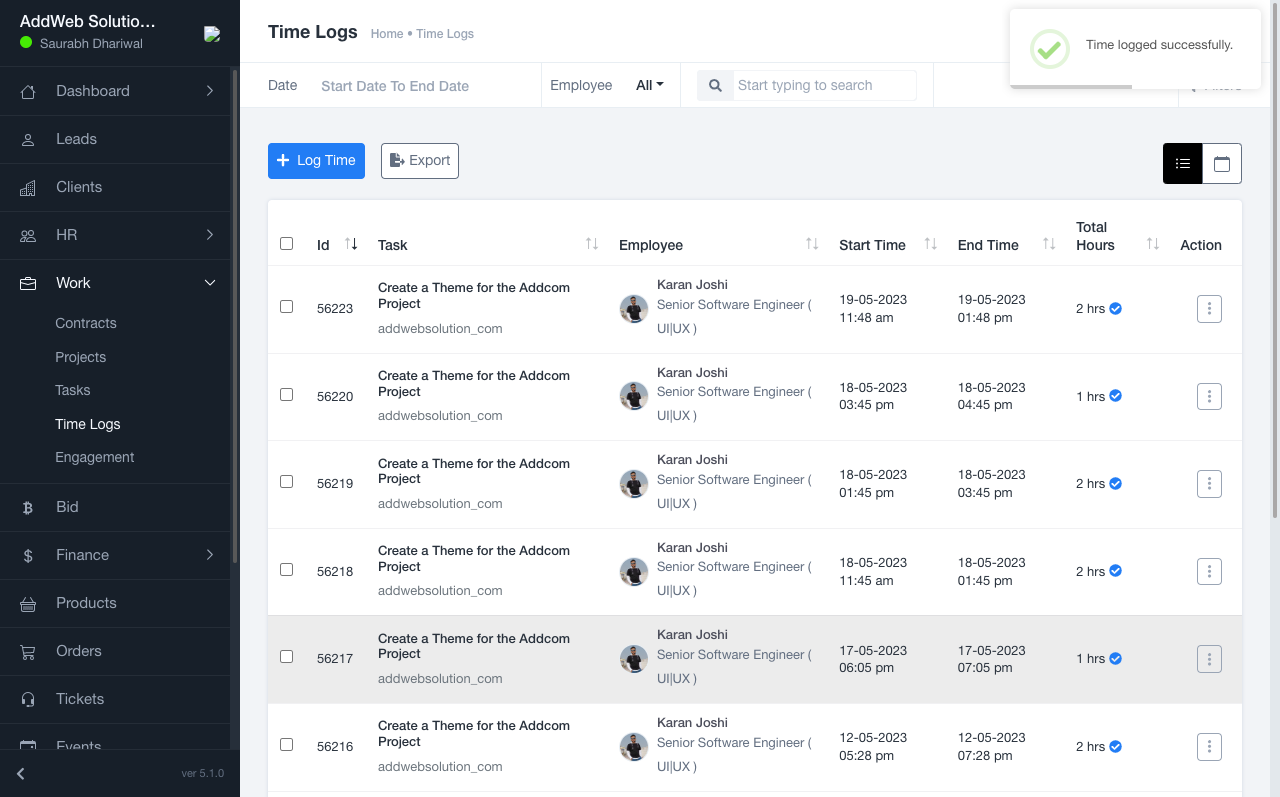 AddWeb Solutio...
Saurabh Dhariwal
Dashboard
Leads
Clients
HR
Work
Contracts
Projects
Tasks
Time Logs
Engagement
Bid
Finance
Products
Orders
Tickets
Events
ver 5.1.0
Time Logs
Home • Time Logs
Time logged successfully.
Date
Start Date To End Date
Employee
All
Start typing to search
Filters
Log Time
Export
Id
Task
Employee
Start Time
End Time
Total
Hours
Action
56223
Create a Theme for the Addcom
Project
addwebsolution_com
Karan Joshi
Senior Software Engineer (
UI|UX )
19-05-2023
11:48 am
19-05-2023
01:48 pm
2 hrs
56220
Create a Theme for the Addcom
Project
addwebsolution_com
Karan Joshi
Senior Software Engineer (
UI|UX )
18-05-2023
03:45 pm
18-05-2023
04:45 pm
1 hrs
56219
Create a Theme for the Addcom
Project
addwebsolution_com
Karan Joshi
Senior Software Engineer (
UI|UX )
18-05-2023
01:45 pm
18-05-2023
03:45 pm
2 hrs
56218
Create a Theme for the Addcom
Project
addwebsolution_com
Karan Joshi
Senior Software Engineer (
UI|UX )
18-05-2023
11:45 am
18-05-2023
01:45 pm
2 hrs
56217
Create a Theme for the Addcom
Project
addwebsolution_com
Karan Joshi
Senior Software Engineer (
UI|UX )
17-05-2023
06:05 pm
17-05-2023
07:05 pm
1 hrs
56216
Create a Theme for the Addcom
Project
addwebsolution_com
Karan Joshi
Senior Software Engineer (
UI|UX )
12-05-2023
05:28 pm
12-05-2023
07:28 pm
2 hrs